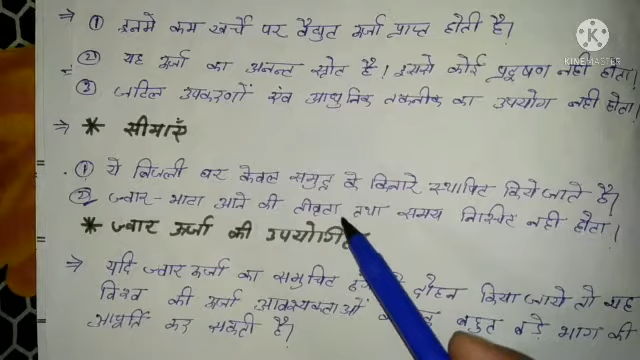 ⇒ ① इनमें कम खर्चे पर वैद्युत ऊर्जा प्राप्त होती है।
② यह ऊर्जा का अनन्त स्रोत है। इससे कोई प्रदूषण नही होता।
③ जटिल उपकरणों एंव आधुनिक तकनीक का उपयोग नही होता।
⇒ * सीमाएँ
① ये बिजली घर केवल समुद्र के किनारे स्थापित किये जाते है।
② ज्वार-भाटा आने की तीव्रता तथा समय निश्चित नही होता।
* ज्वार ऊर्जा की
⇒ यदि ज्वार ऊर्जा का समुचित दोहन किया जाये तो यह
विश्व की ऊर्जा आवश्यकताओं बहुत बड़े भाग की
आपूर्ति कर सकती है।
KINEMASTER